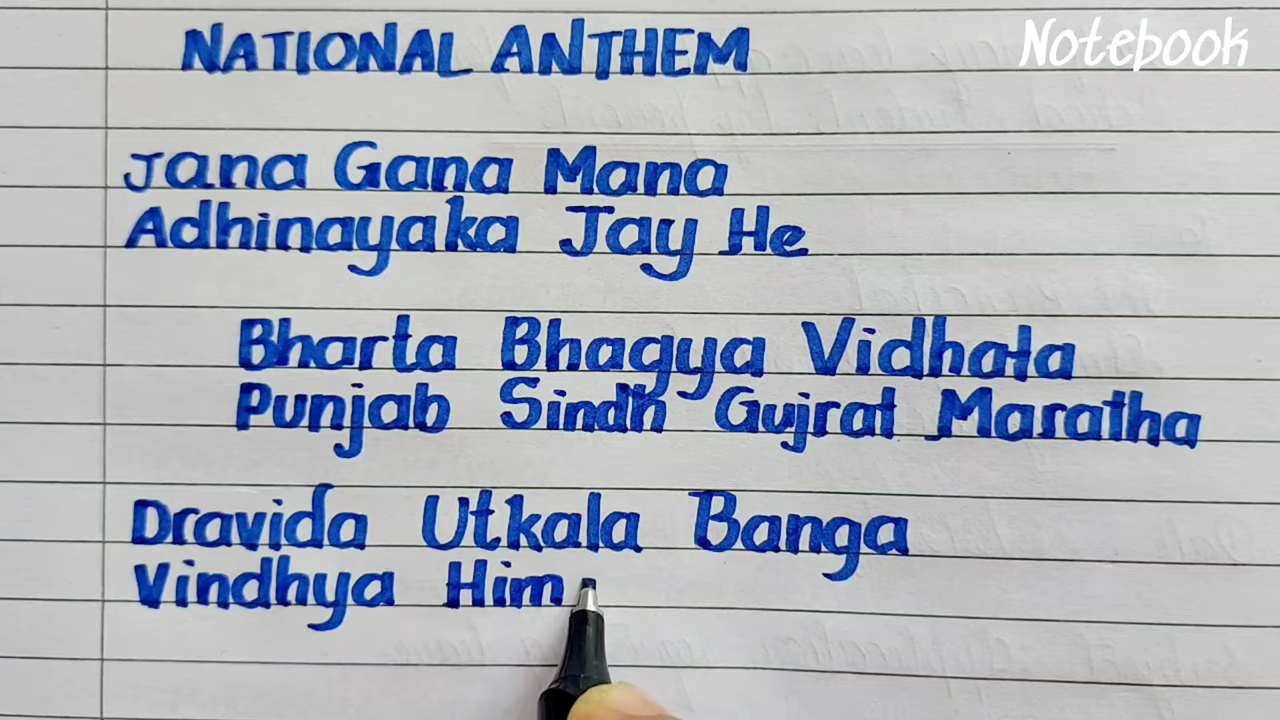 NATIONAL ANTHEM
Notebook
Jana Gana Mana
Adhinayaka Jay He
Bharta Bhagya Vidhata
Punjab Sindh Gujrat Maratha
Dravida Utkala Banga
Vindhya Him